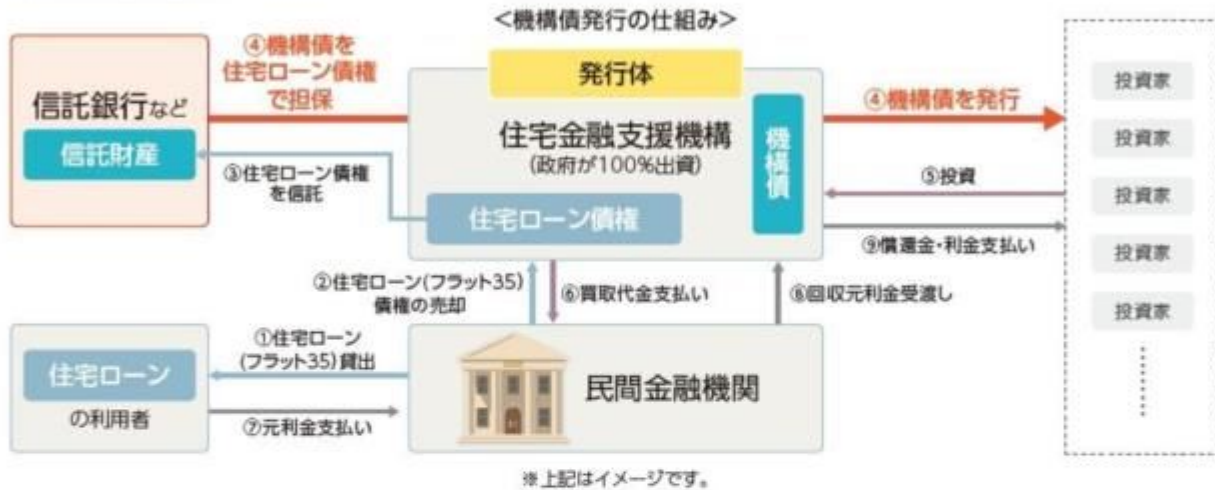 <機構債発行の仕組み>
④機構債を
住宅ローン債権
で担保
信託銀行など
信託財産
③住宅ローン債権
を信託
発行体
住宅金融支援機構
(政府が100%出資)
機構債
住宅ローン債権
④機構債を発行
⑤投資
⑨償還金・利金支払い
投資家
投資家
投資家
投資家
投資家
②住宅ローン(フラット35)
債権の売却
⑥買取代金支払い
⑧回収元利金受渡し
①住宅ローン
(フラット35)貸出
住宅ローン
の利用者
⑦元利金支払い
民間金融機関
※上記はイメージです。